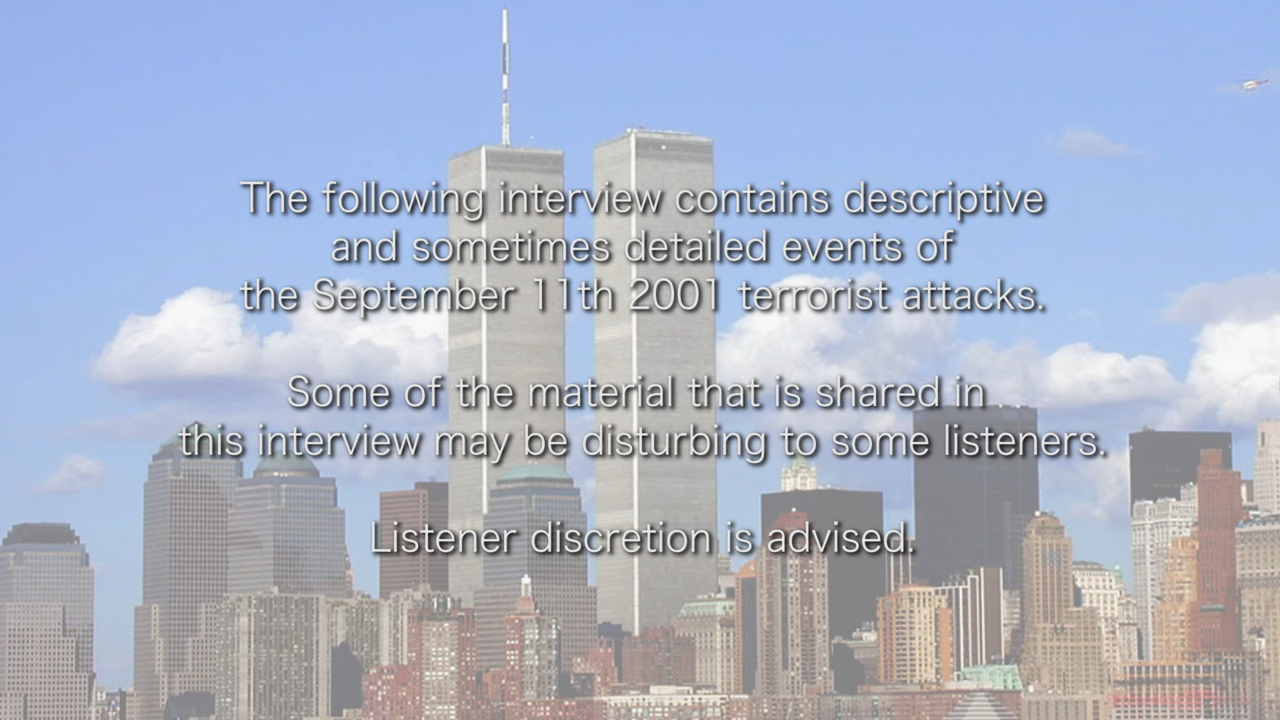 The following interview contains descriptive
and sometimes detailed events of
the September 11th 2001 terrorist attacks.
Some of the material that is shared in
this interview may be disturbing to some listeners.
Listener discretion is advised.